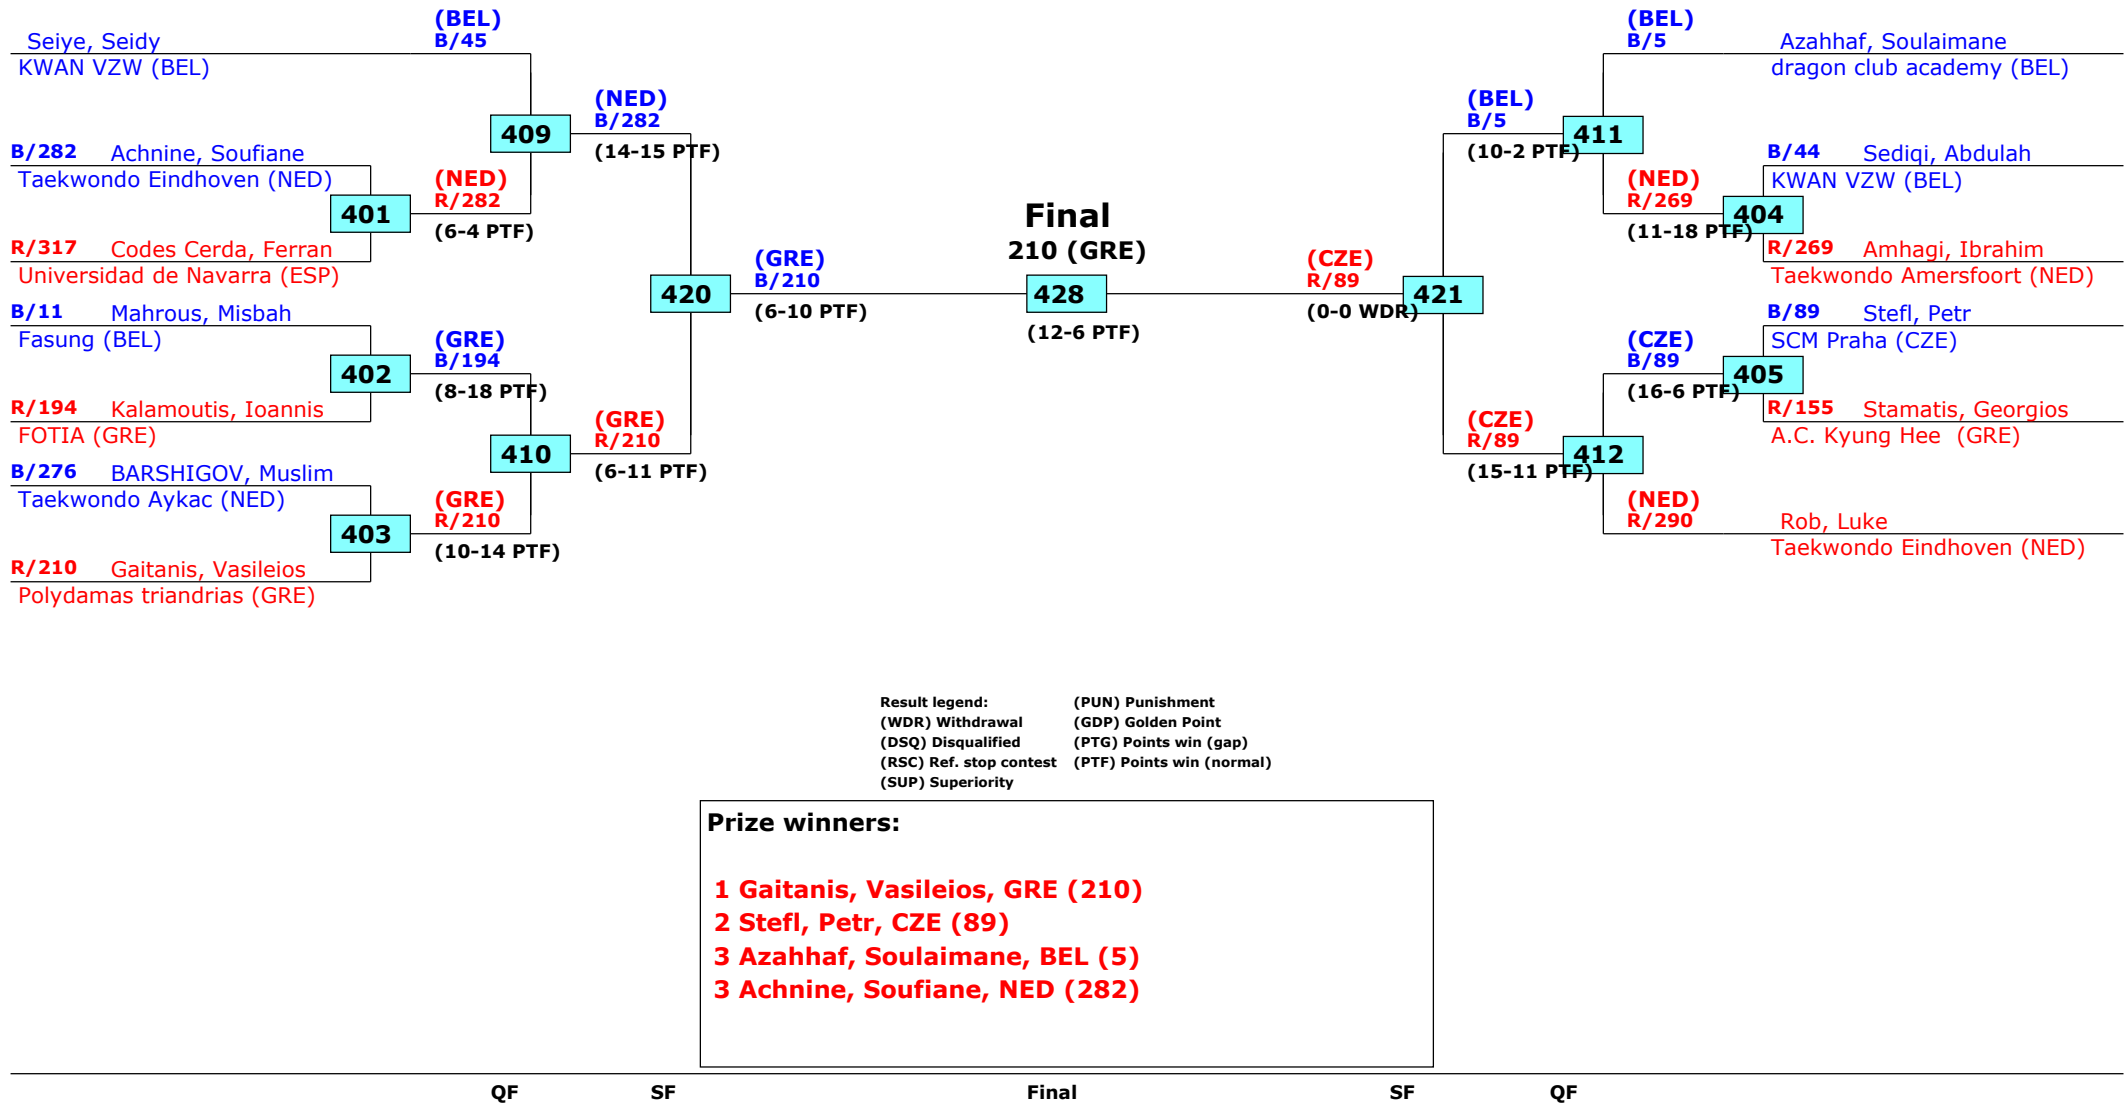 (BEL)
B/45
Seiye, Seidy
KWAN VZW (BEL)
(NED)
B/282
409
(14-15 PTF)
B/282 Achnine, Soufiane
Taekwondo Eindhoven (NED)
(NED)
R/282
401
(6-4 PTF)
R/317 Codes Cerda, Ferran
Universidad de Navarra (ESP)
(GRE)
B/210
420
(6-10 PTF)
B/11 Mahrous, Misbah
Fasung (BEL)
(GRE)
B/194
402
(8-18 PTF)
R/194 Kalamoutis, Ioannis
FOTIA (GRE)
(GRE)
R/210
410
(6-11 PTF)
B/276 BARSHIGOV, Muslim
Taekwondo Aykac (NED)
(GRE)
R/210
403
(10-14 PTF)
R/210 Gaitanis, Vasileios
Polydamas triandrias (GRE)
Final
210 (GRE)
428
(12-6 PTF)
(BEL)
B/5
Azahhaf, Soulaimane
dragon club academy (BEL)
(BEL)
B/5
411
(10-2 PTF)
B/44 Sediqi, Abdulah
KWAN VZW (BEL)
(NED)
R/269
404
(11-18 PTF)
R/269 Amhagi, Ibrahim
Taekwondo Amersfoort (NED)
(CZE)
R/89
421
(0-0 WDR)
B/89 Stefl, Petr
SCM Praha (CZE)
(CZE)
B/89
405
(16-6 PTF)
R/155 Stamatis, Georgios
A.C. Kyung Hee (GRE)
(CZE)
R/89
412
(15-11 PTF)
(NED)
R/290
Rob, Luke
Taekwondo Eindhoven (NED)
Result legend: (PUN) Punishment
(WDR) Withdrawal (GDP) Golden Point
(DSQ) Disqualified (PTG) Points win (gap)
(RSC) Ref. stop contest (PTF) Points win (normal)
(SUP) Superiority
Prize winners:
1 Gaitanis, Vasileios, GRE (210)
2 Stefl, Petr, CZE (89)
3 Azahhaf, Soulaimane, BEL (5)
3 Achnine, Soufiane, NED (282)
QF SF Final SF QF